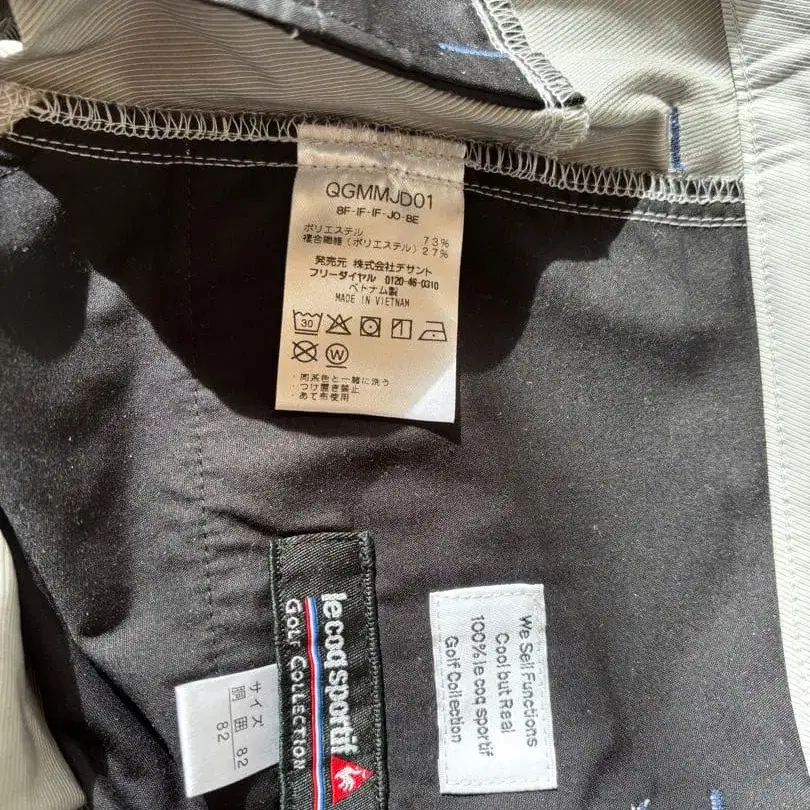 QGMMJD01
8F-IF-IF-JO-8E
ポリエステル 73%
複合繊維(ポリエステル) 27%
発売元 株式会社デサント
フリーダイヤル 0120-46-0310
ベトナム製
MADE IN VIETNAM
30
W
・同系色と一緒に洗う
・つけ置き禁止
・あて布使用
le coq sportif
GOLF COLLECTION
We Sell Functions
Cool but Real
100% le coq sportif
Golf Collection
サイズ
胴囲 82
82